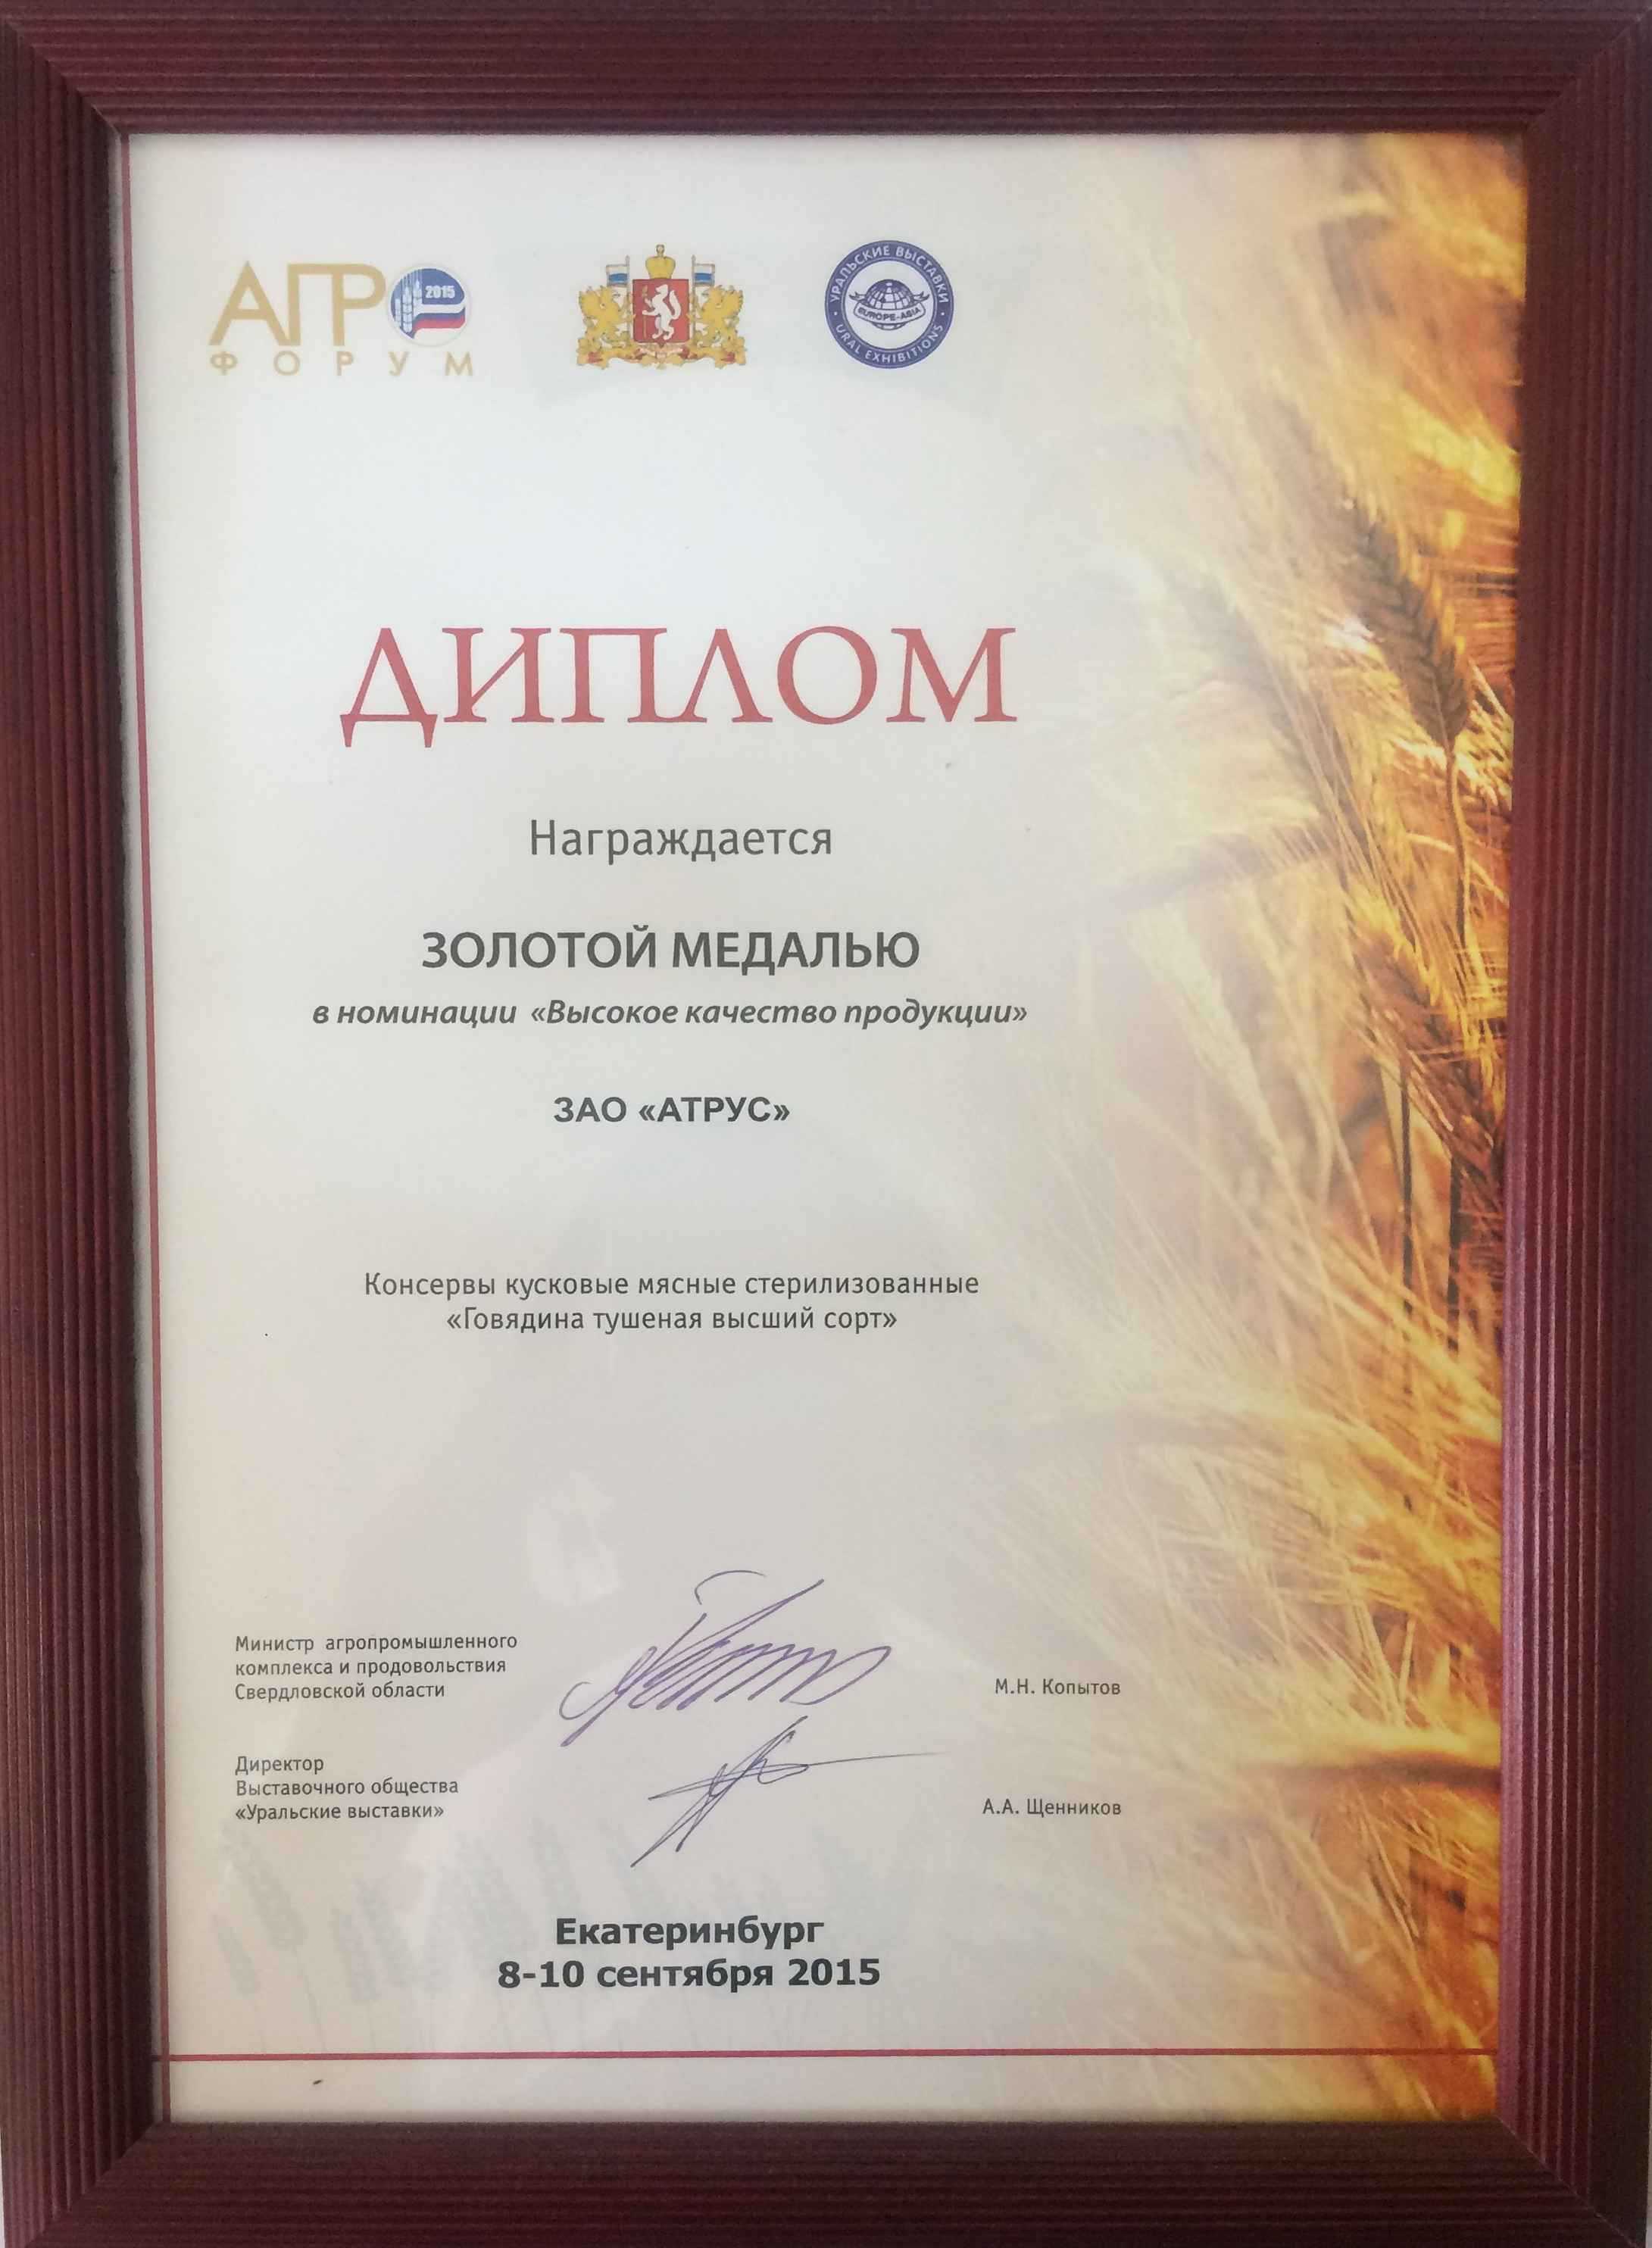 АГРО
2015
ФОРУМ
УРАЛЬСКИЕ ВЫСТАВКИ
EUROPE-ASIA
URAL EXHIBITIONS
ДИПЛОМ
Награждается
ЗОЛОТОЙ МЕДАЛЬЮ
в номинации «Высокое качество продукции»
ЗАО «АТРУС»
Консервы кусковые мясные стерилизованные
«Говядина тушеная высший сорт»
Министр агропромышленного
комплекса и продовольствия
Свердловской области
М.Н. Копытов
Директор
Выставочного общества
«Уральские выставки»
А.А. Щенников
Екатеринбург
8-10 сентября 2015